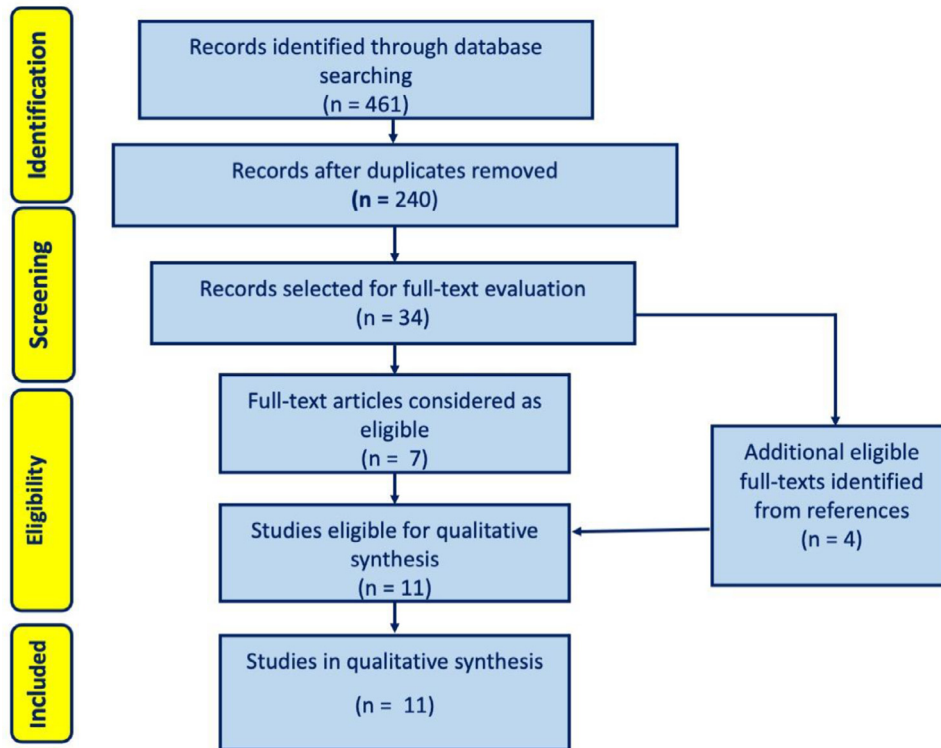 Identification
Records identified through database
searching
(n = 461)
Records after duplicates removed
(n = 240)
Screening
Records selected for full-text evaluation
(n = 34)
Eligibility
Full-text articles considered as
eligible
(n = 7)
Additional eligible
full-texts identified
from references
(n = 4)
Studies eligible for qualitative
synthesis
(n = 11)
Included
Studies in qualitative synthesis
(n = 11)